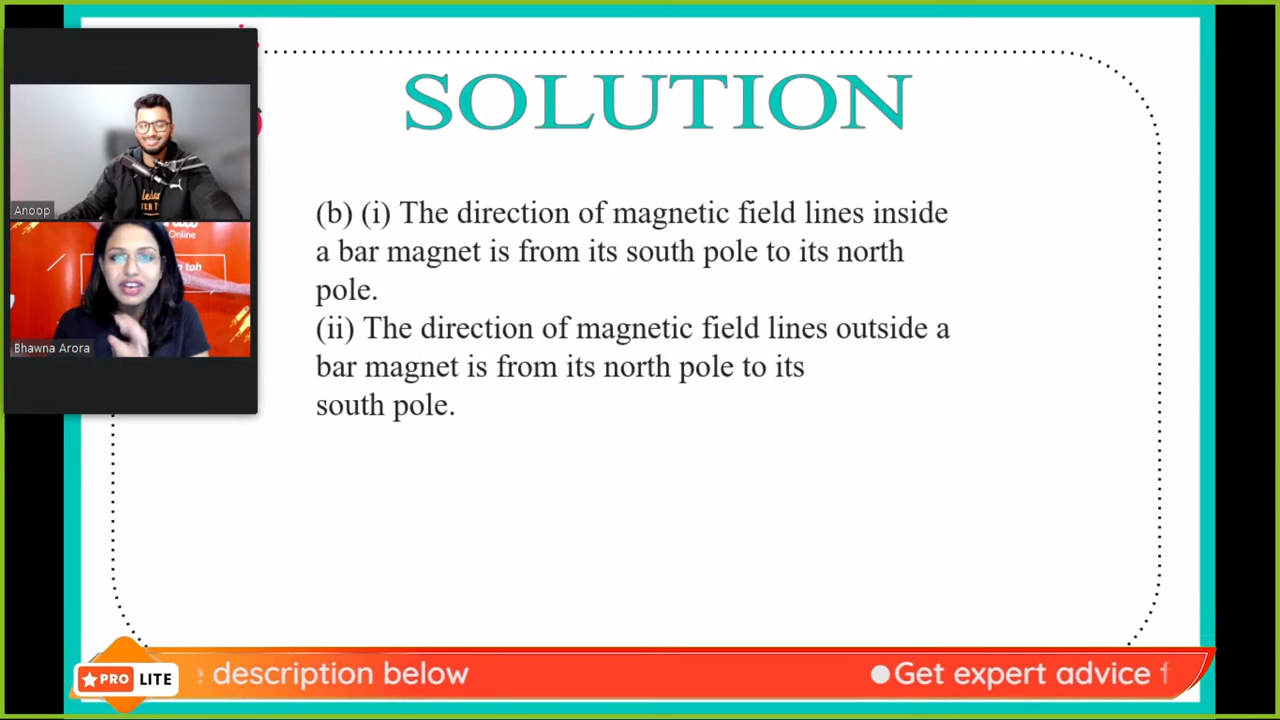 SOLUTION
Anoop
Online
toh
Bhawna Arora
(b) (i) The direction of magnetic field lines inside
a bar magnet is from its south pole to its north
pole.
(ii) The direction of magnetic field lines outside a
bar magnet is from its north pole to its
south pole.
PRO LITE
description below
Get expert advice